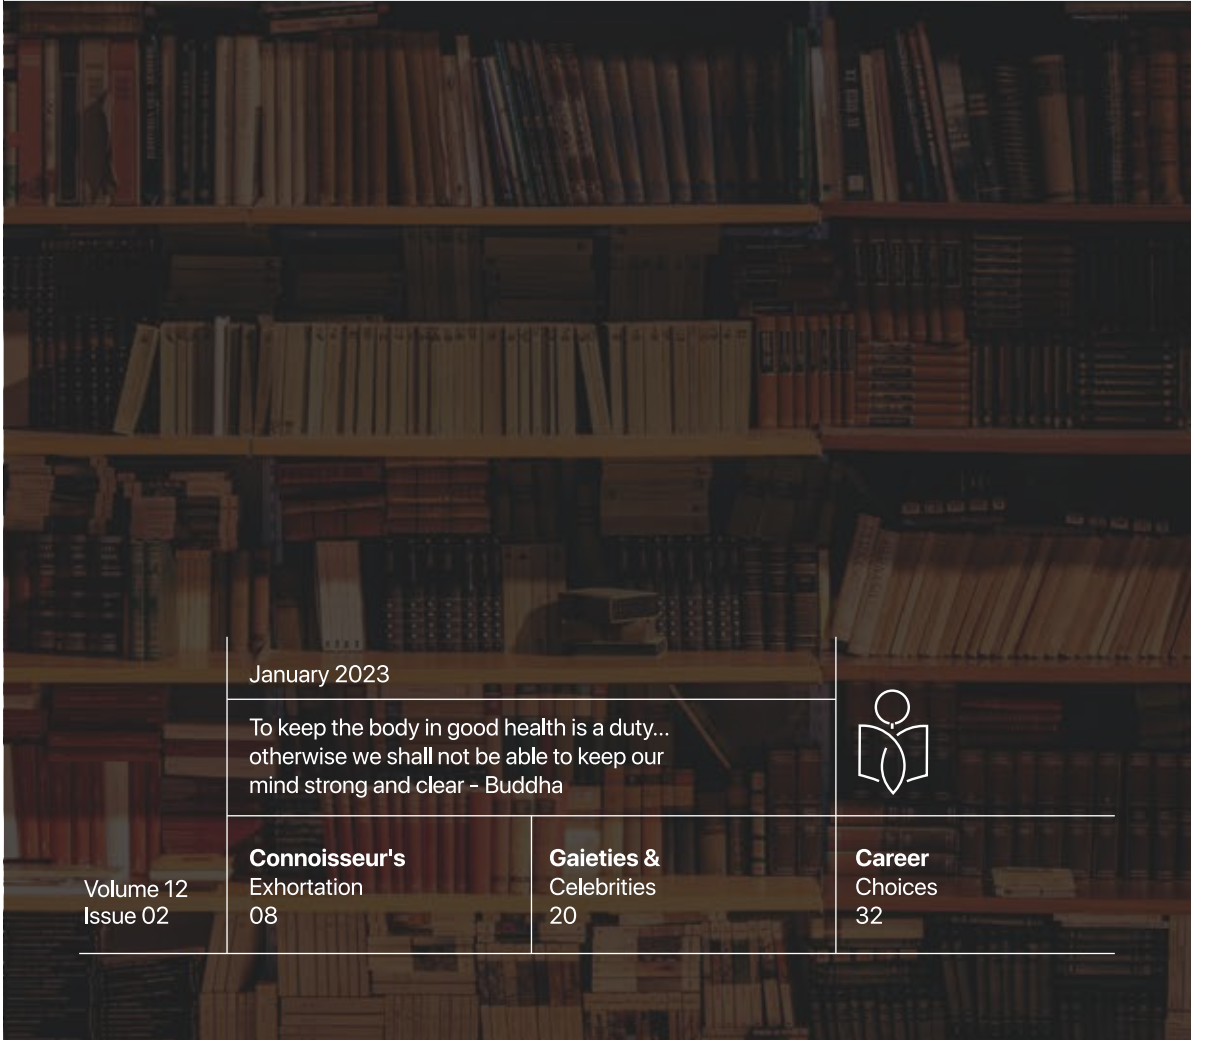 January 2023
To keep the body in good health is a duty...
otherwise we shall not be able to keep our
mind strong and clear - Buddha
Volume 12
Issue 02
Connoisseur's
Exhortation
08
Gaieties &
Celebrities
20
Career
Choices
32